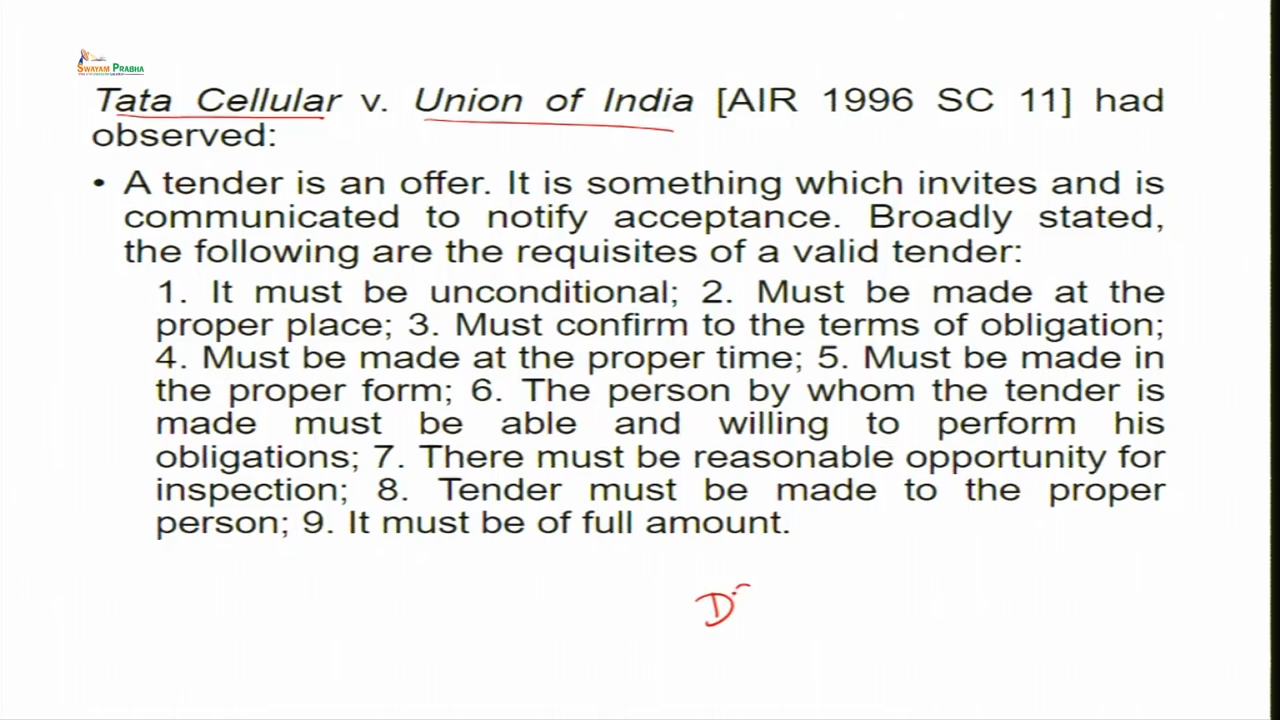 SWAYAM PRABHA
Tata Cellular v. Union of India [AIR 1996 SC 11] had
observed:
• A tender is an offer. It is something which invites and is
communicated to notify acceptance. Broadly stated,
the following are the requisites of a valid tender:
1. It must be unconditional; 2. Must be made at the
proper place; 3. Must confirm to the terms of obligation;
4. Must be made at the proper time; 5. Must be made in
the proper form; 6. The person by whom the tender is
made must be able and willing to perform his
obligations; 7. There must be reasonable opportunity for
inspection; 8. Tender must be made to the proper
person; 9. It must be of full amount.